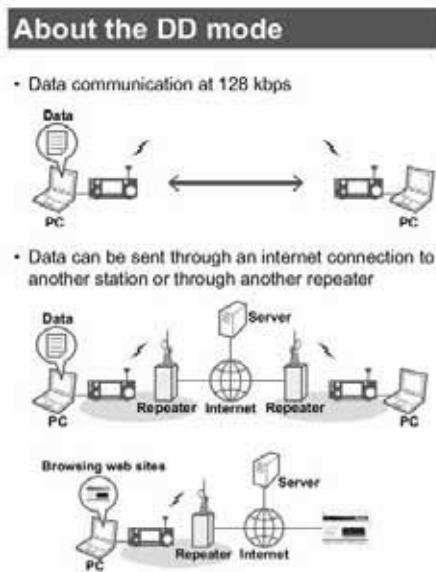 About the DD mode
• Data communication at 128 kbps
Data
PC
PC
• Data can be sent through an internet connection to
another station or through another repeater
Data
Server
PC
Repeater
Internet
Repeater
PC
Browsing web sites
Server
PC
Repeater
Internet